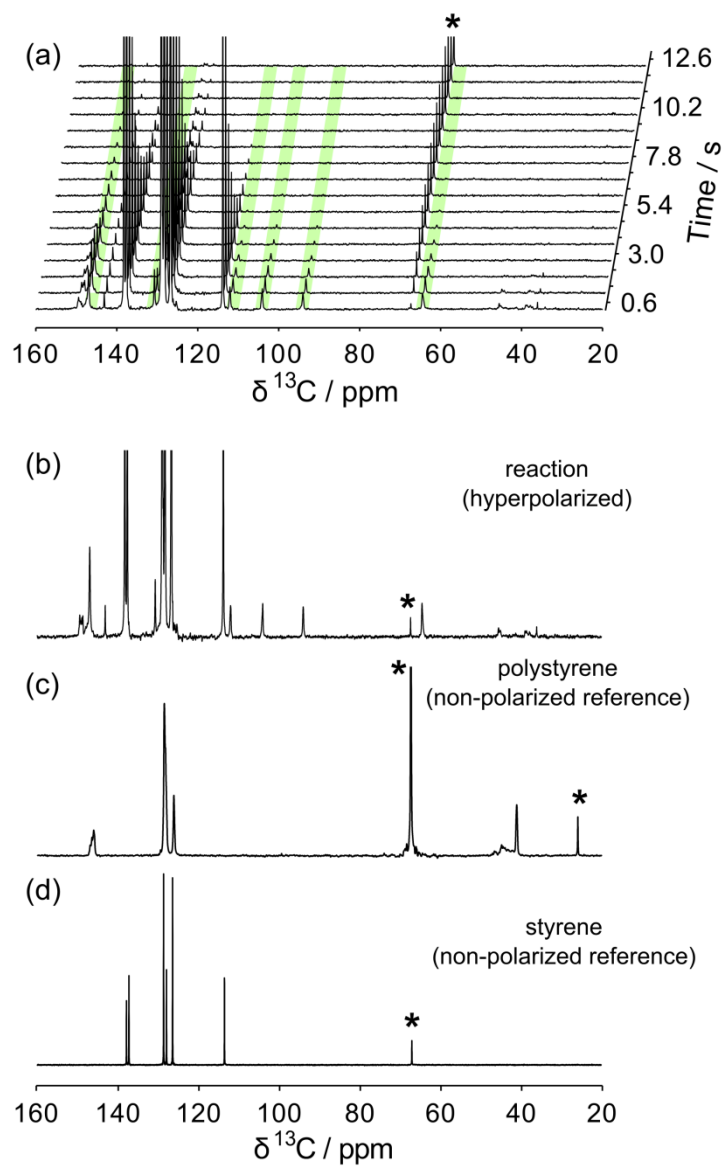 (a)
*
12.6
10.2
7.8
5.4
3.0
0.6
Time / s
160 140 120 100 80 60 40 20
δ ¹³C / ppm
(b)
reaction
(hyperpolarized)
*
(c)
polystyrene
(non-polarized reference)
*
*
(d)
styrene
(non-polarized reference)
*
160 140 120 100 80 60 40 20
δ ¹³C / ppm